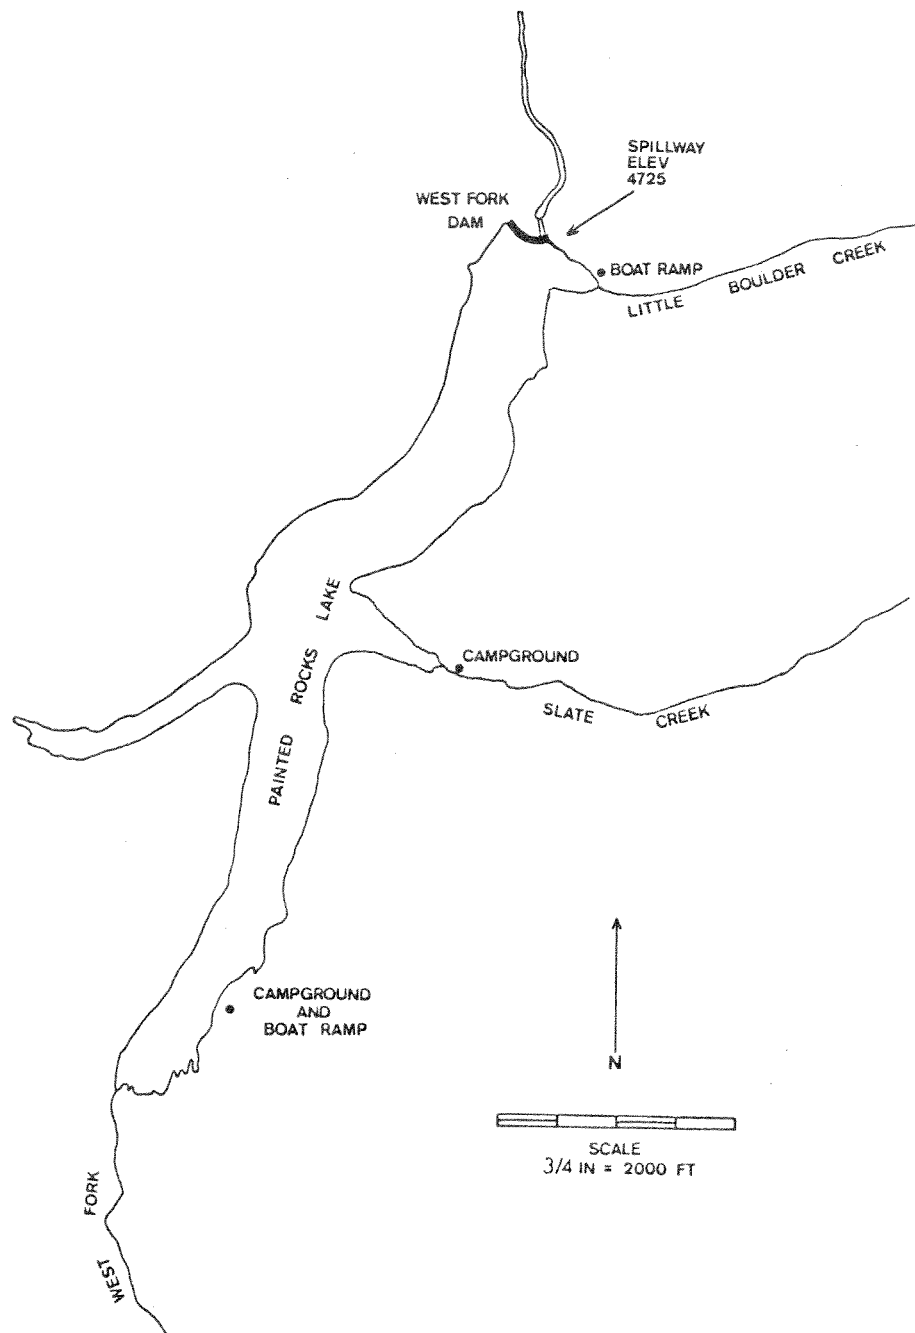 SPILLWAY
ELEV
4725
WEST FORK
DAM
BOAT RAMP
LITTLE BOULDER CREEK
PAINTED ROCKS LAKE
CAMPGROUND
SLATE CREEK
CAMPGROUND
AND
BOAT RAMP
N
SCALE
3/4 IN = 2000 FT
WEST FORK